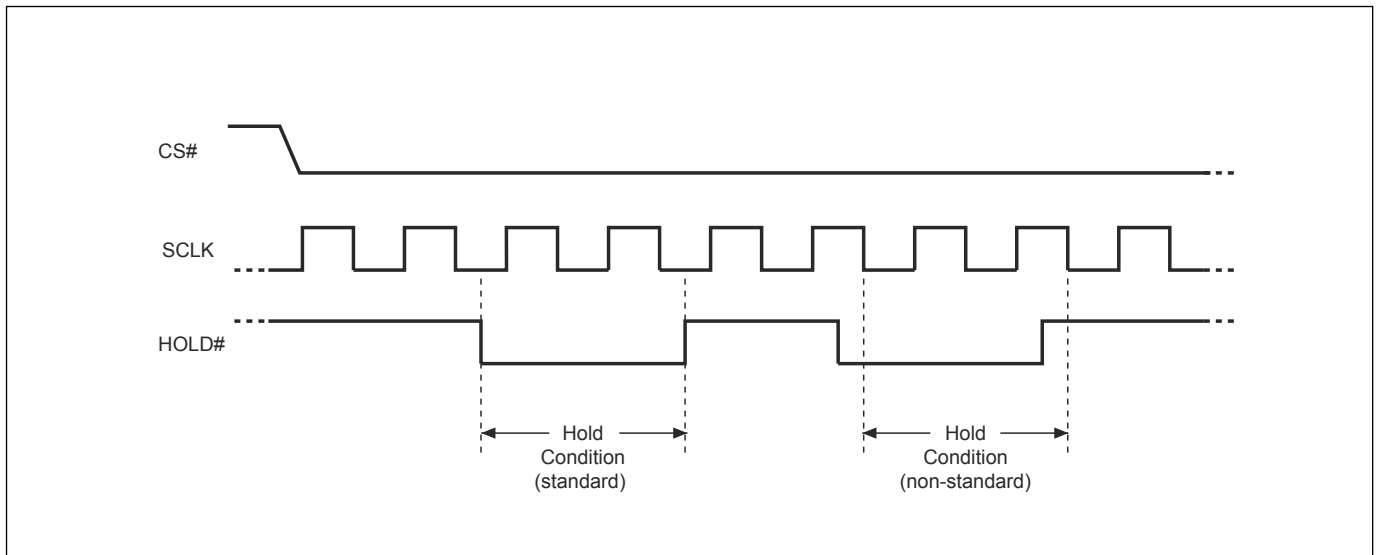 CS#
SCLK
HOLD#
Hold
Condition
(standard)
Hold
Condition
(non-standard)